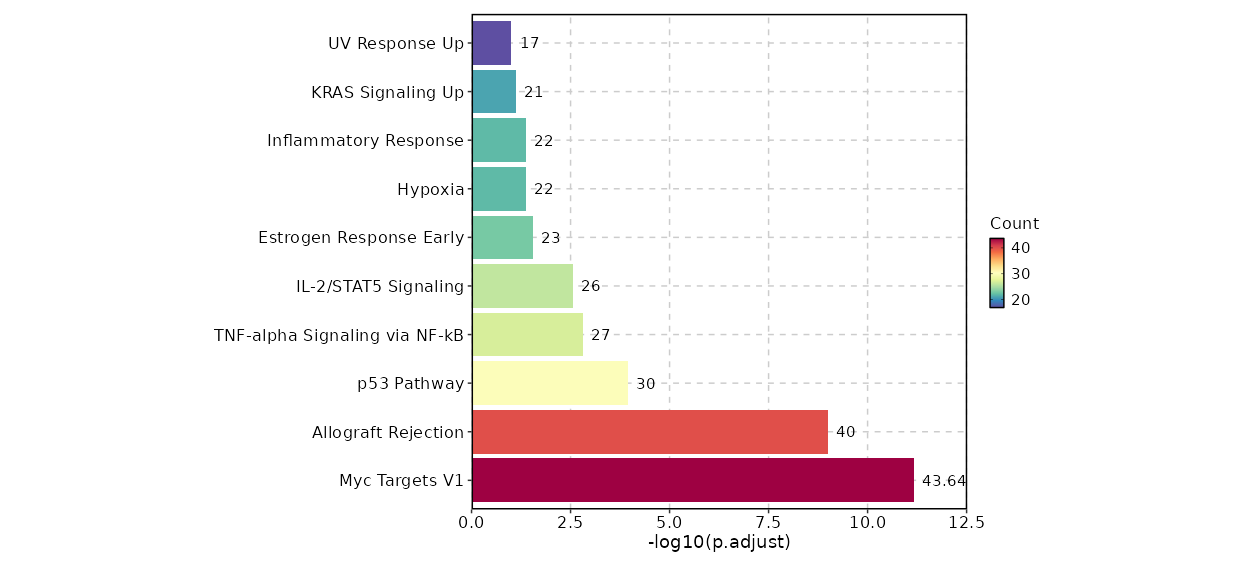 UV Response Up 17
KRAS Signaling Up 21
Inflammatory Response 22
Hypoxia 22
Estrogen Response Early 23
IL-2/STAT5 Signaling 26
TNF-alpha Signaling via NF-kB 27
p53 Pathway 30
Allograft Rejection 40
Myc Targets V1 43.64
0.0 2.5 5.0 7.5 10.0 12.5
-log10(p.adjust)
Count
40
30
20